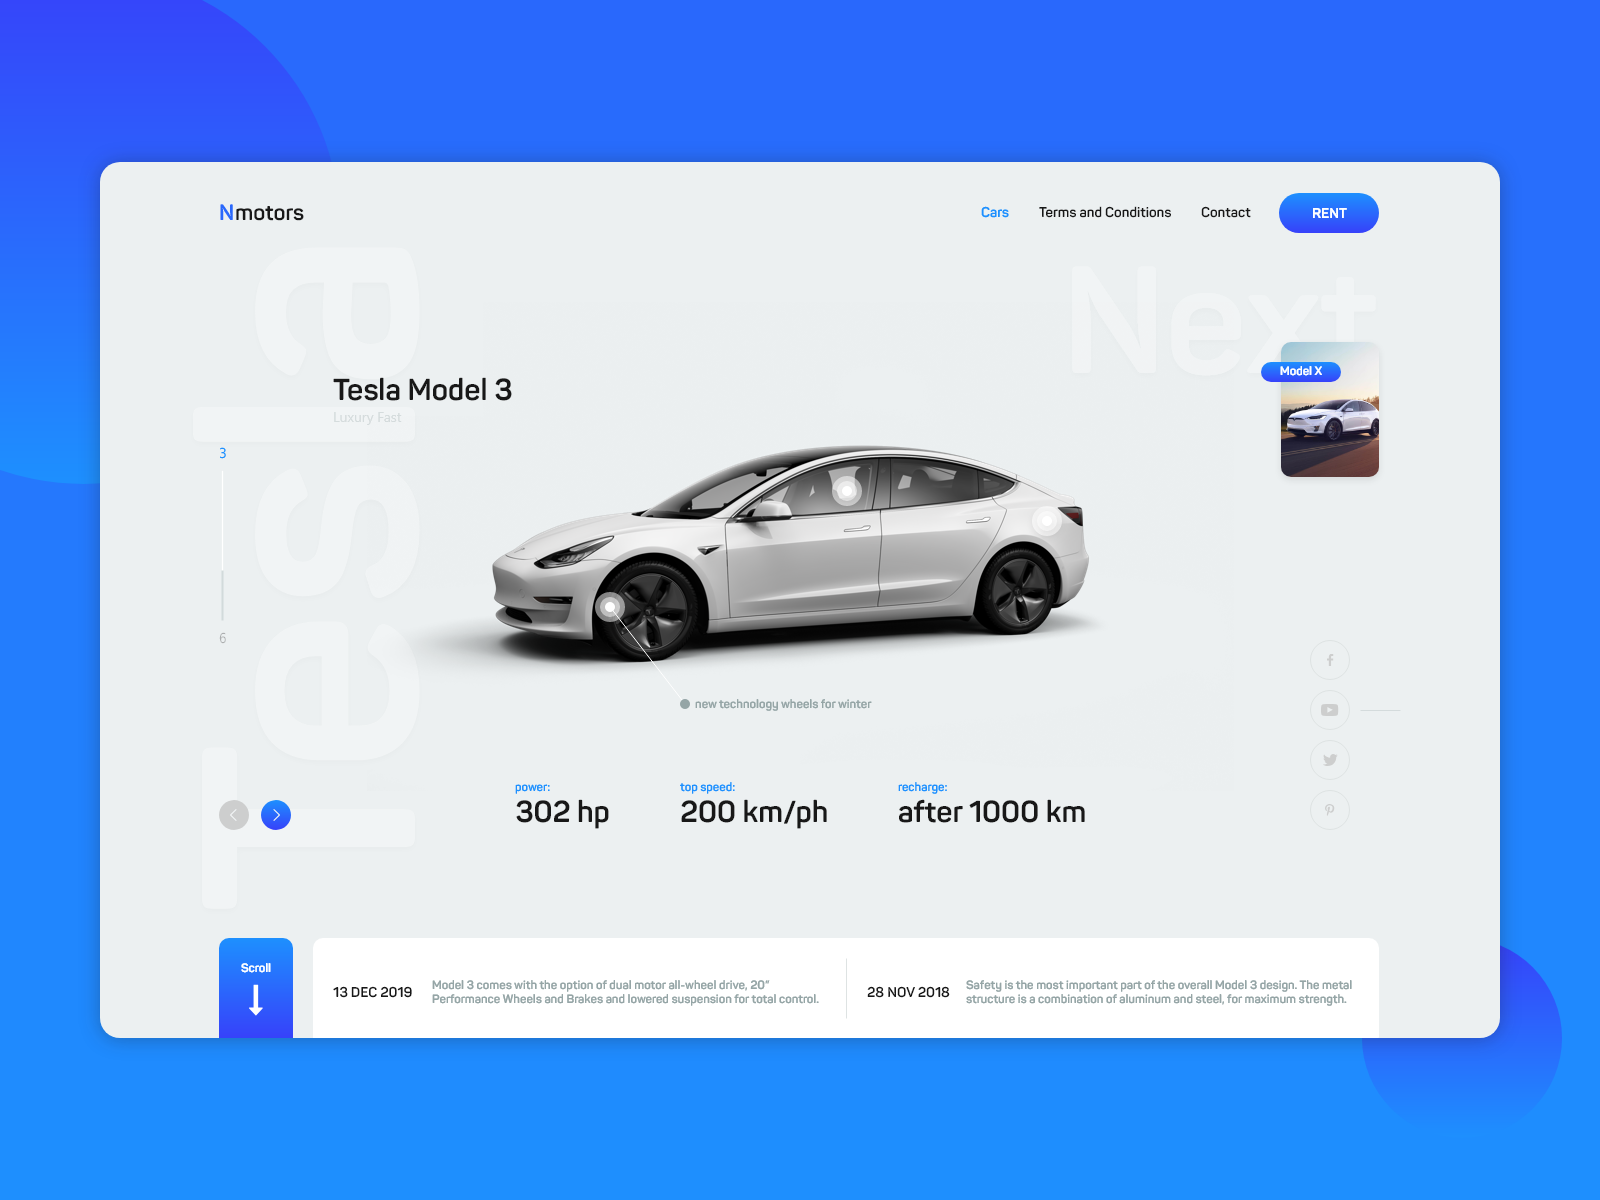 Nmotors
Cars
Terms and Conditions
Contact
RENT
Tesla
Next
Tesla Model 3
Luxury Fast
Model X
3
6
new technology wheels for winter
power:
302 hp
top speed:
200 km/ph
recharge:
after 1000 km
Scroll
13 DEC 2019
Model 3 comes with the option of dual motor all-wheel drive, 20”
Performance Wheels and Brakes and lowered suspension for total control.
28 NOV 2018
Safety is the most important part of the overall Model 3 design. The metal
structure is a combination of aluminum and steel, for maximum strength.